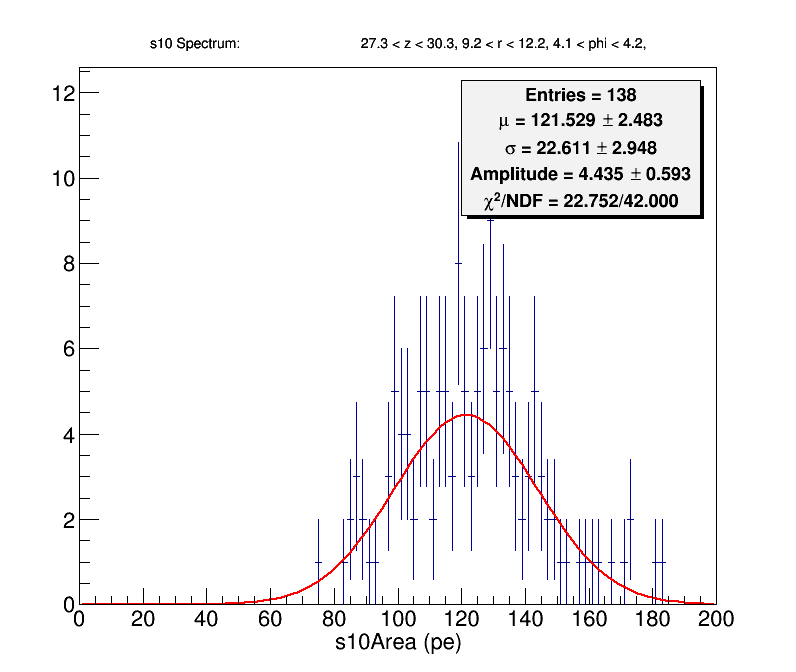 s10 Spectrum: 27.3 < z < 30.3, 9.2 < r < 12.2, 4.1 < phi < 4.2,
Entries = 138
μ = 121.529 ± 2.483
σ = 22.611 ± 2.948
Amplitude = 4.435 ± 0.593
χ²/NDF = 22.752/42.000
12
10
8
6
4
2
0
0 20 40 60 80 100 120 140 160 180 200
s10Area (pe)